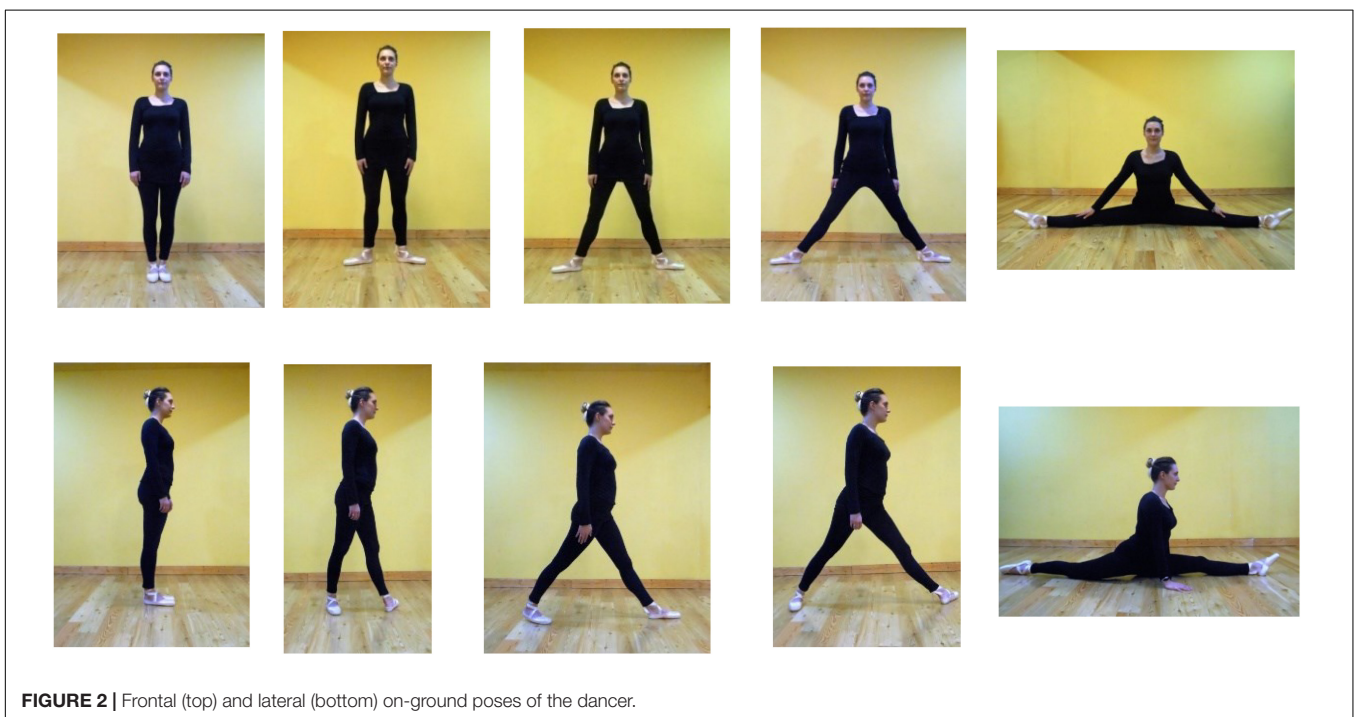 FIGURE 2 | Frontal (top) and lateral (bottom) on-ground poses of the dancer.